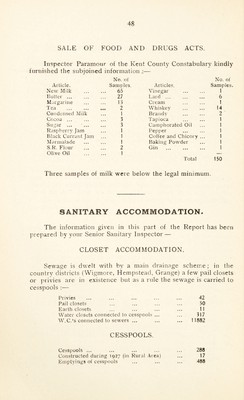 48
SALE OF FOOD AND DRUGS ACTS.
Inspector Paramour of the Kent County Constabulary kindly
furnished the subjoined information :—
No. of
Article. Samples.
New Milk ... ... 65
Butter ... ... ... 27
Margarine ... ... 13
Tea ... ... ... 2
Condensed Milk ... 1
Cocoa ... ... ... 3
Sugar ... ... ... 3
Raspberry Jam ... 1
Black Currant Jam ... 1
Marmalade ... ... 1
S.R. Flour ... ... 2
Olive Oil ... ... 1
No. of
Articles. Samples.
Vinegar ... ... 1
Lard ... ... ... 6
Cream ... ... 1
Whiskey ... ... 14
Brandy ... ... 2
Tapioca ... ... 1
Camphorated Oil ... 1
Pepper ... ... 1
Coffee and Chicory ... 1
Baking Powder ... 1
Gin ... ... ... 1
Total 150
Three samples of milk were below the legal minimum.
SANITARY ACCOMMODATION.
The information given in this part of the Report has been
prepared by your Senior Sanitary Inspector —
CLOSET ACCOMMODATION.
Sewage is dwelt with by a main drainage scheme; in the
country districts (Wigmore, Hempstead, Grange) a few pail closets
or privies are in existence but as a rule the sewage is carried to
cesspools :—
Privies ... ... ... ... ... 42
Pail closets ... ... ... ... 50
Earth closets ... ... ... ... 11
Water closets connected to cesspools ... ... 317
W.C.'s connected to sewers ... ... ... 11882
CESSPOOLS.
Cesspools ... ... ... ... ... 288
Constructed during 1927 (in Rural Area) ... 17
Emptyings of cesspools ... ... ... 488